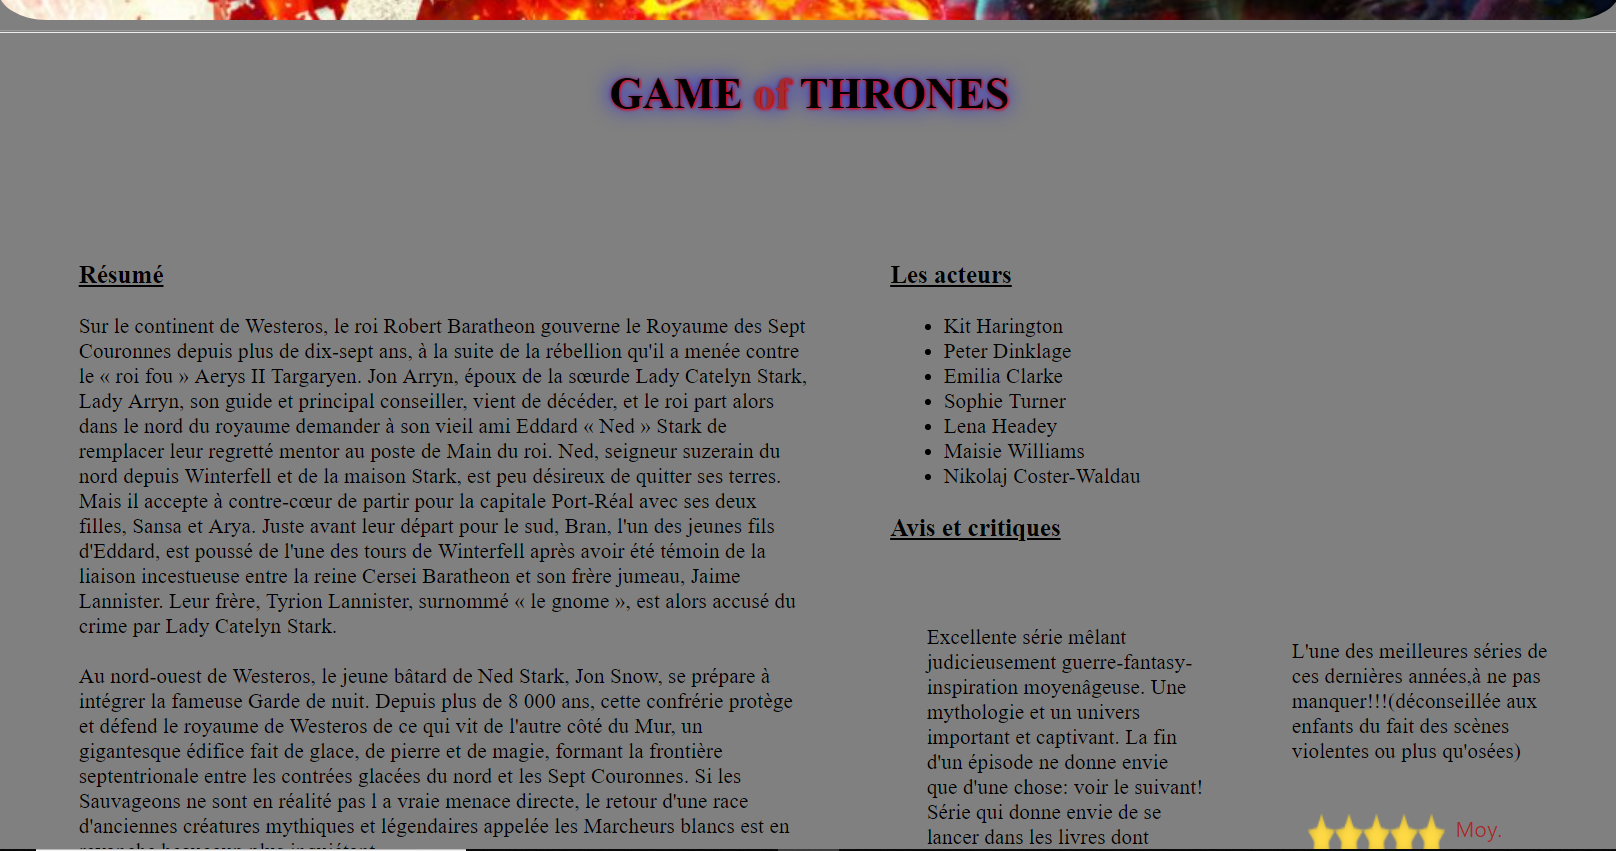 GAME of THRONES
Résumé
Sur le continent de Westeros, le roi Robert Baratheon gouverne le Royaume des Sept
Couronnes depuis plus de dix-sept ans, à la suite de la rébellion qu'il a menée contre
le « roi fou » Aerys II Targaryen. Jon Arryn, époux de la sœurde Lady Catelyn Stark,
Lady Arryn, son guide et principal conseiller, vient de décéder, et le roi part alors
dans le nord du royaume demander à son vieil ami Eddard « Ned » Stark de
remplacer leur regretté mentor au poste de Main du roi. Ned, seigneur suzerain du
nord depuis Winterfell et de la maison Stark, est peu désireux de quitter ses terres.
Mais il accepte à contre-cœur de partir pour la capitale Port-Réal avec ses deux
filles, Sansa et Arya. Juste avant leur départ pour le sud, Bran, l'un des jeunes fils
d'Eddard, est poussé de l'une des tours de Winterfell après avoir été témoin de la
liaison incestueuse entre la reine Cersei Baratheon et son frère jumeau, Jaime
Lannister. Leur frère, Tyrion Lannister, surnommé « le gnome », est alors accusé du
crime par Lady Catelyn Stark.
Au nord-ouest de Westeros, le jeune bâtard de Ned Stark, Jon Snow, se prépare à
intégrer la fameuse Garde de nuit. Depuis plus de 8 000 ans, cette confrérie protège
et défend le royaume de Westeros de ce qui vit de l'autre côté du Mur, un
gigantesque édifice fait de glace, de pierre et de magie, formant la frontière
septentrionale entre les contrées glacées du nord et les Sept Couronnes. Si les
Sauvageons ne sont en réalité pas l a vraie menace directe, le retour d'une race
d'anciennes créatures mythiques et légendaires appelée les Marcheurs blancs est en
Les acteurs
• Kit Harington
• Peter Dinklage
• Emilia Clarke
• Sophie Turner
• Lena Headey
• Maisie Williams
• Nikolaj Coster-Waldau
Avis et critiques
Excellente série mêlant
judicieusement guerre-fantasy-
inspiration moyenâgeuse. Une
mythologie et un univers
important et captivant. La fin
d'un épisode ne donne envie
que d'une chose: voir le suivant!
Série qui donne envie de se
lancer dans les livres dont
L'une des meilleures séries de
ces dernières années,à ne pas
manquer!!!(déconseillée aux
enfants du fait des scènes
violentes ou plus qu'osées)
Moy.